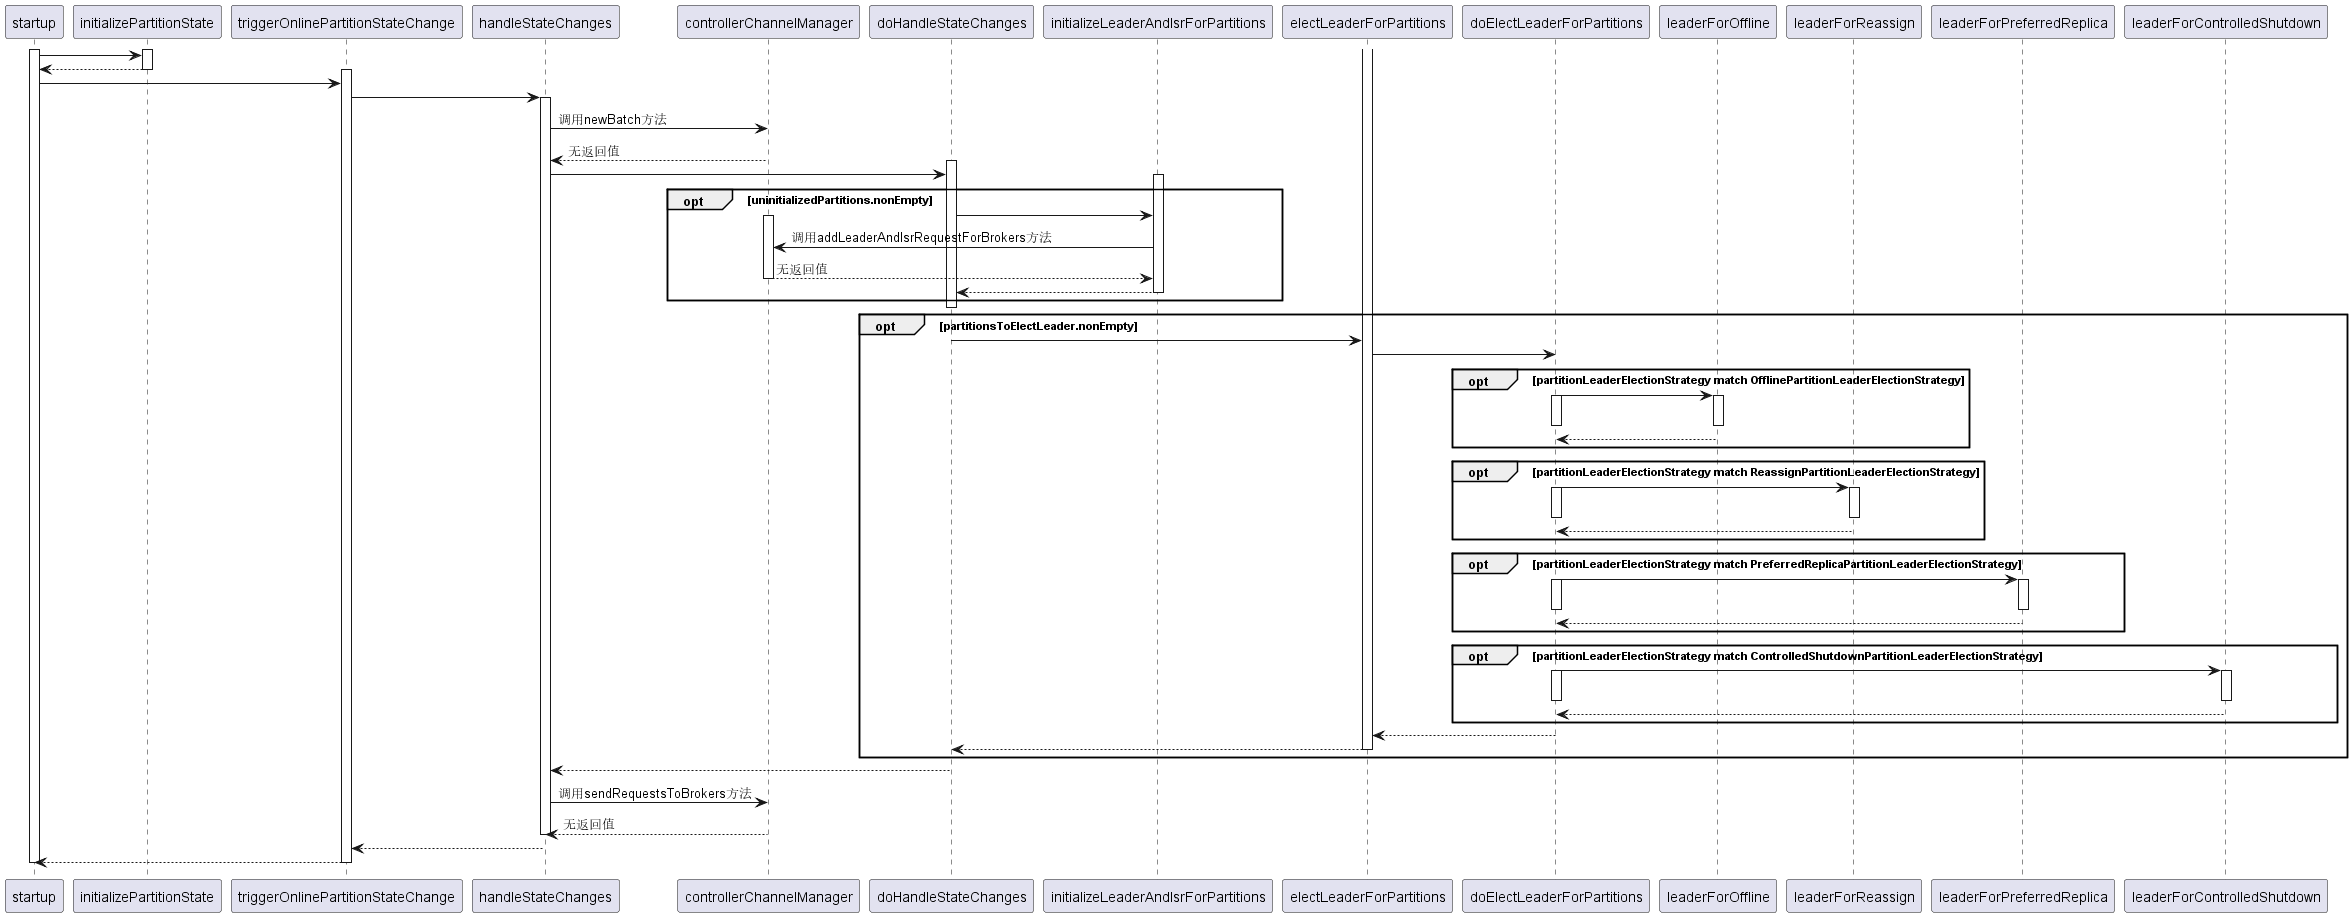 startup
initializePartitionState
triggerOnlinePartitionStateChange
handleStateChanges
controllerChannelManager
doHandleStateChanges
initializeLeaderAndIsrForPartitions
electLeaderForPartitions
doElectLeaderForPartitions
leaderForOffline
leaderForReassign
leaderForPreferredReplica
leaderForControlledShutdown
调用newBatch方法
无返回值
opt [uninitializedPartitions.nonEmpty]
调用addLeaderAndIsrRequestForBrokers方法
无返回值
opt [partitionsToElectLeader.nonEmpty]
opt [partitionLeaderElectionStrategy match OfflinePartitionLeaderElectionStrategy]
opt [partitionLeaderElectionStrategy match ReassignPartitionLeaderElectionStrategy]
opt [partitionLeaderElectionStrategy match PreferredReplicaPartitionLeaderElectionStrategy]
opt [partitionLeaderElectionStrategy match ControlledShutdownPartitionLeaderElectionStrategy]
调用sendRequestsToBrokers方法
无返回值
startup
initializePartitionState
triggerOnlinePartitionStateChange
handleStateChanges
controllerChannelManager
doHandleStateChanges
initializeLeaderAndIsrForPartitions
electLeaderForPartitions
doElectLeaderForPartitions
leaderForOffline
leaderForReassign
leaderForPreferredReplica
leaderForControlledShutdown